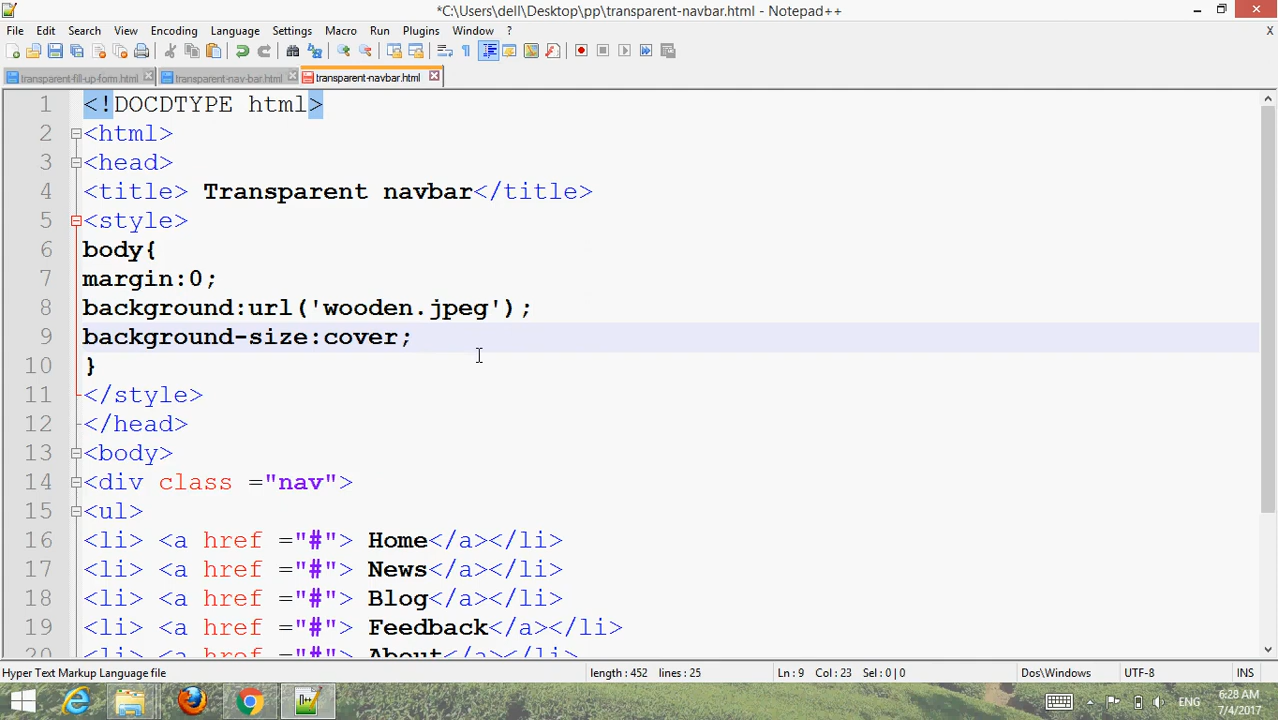 *C:\Users\dell\Desktop\pp\transparent-navbar.html - Notepad++
File Edit Search View Encoding Language Settings Macro Run Plugins Window ? X
transparent-fill-up-form.html transparent-nav-bar.html transparent-navbar.html
1 <!DOCDTYPE html>
2 <html>
3 <head>
4 <title> Transparent navbar</title>
5 <style>
6 body{
7 margin:0;
8 background:url('wooden.jpeg');
9 background-size:cover;
10 }
11 </style>
12 </head>
13 <body>
14 <div class ="nav">
15 <ul>
16 <li> <a href ="#"> Home</a></li>
17 <li> <a href ="#"> News</a></li>
18 <li> <a href ="#"> Blog</a></li>
19 <li> <a href ="#"> Feedback</a></li>
20 <li> <a href ="#"> About</a></li>
Hyper Text Markup Language file length : 452 lines : 25 Ln : 9 Col : 23 Sel : 0 | 0 Dos\Windows UTF-8 INS
ENG 6:28 AM
7/4/2017